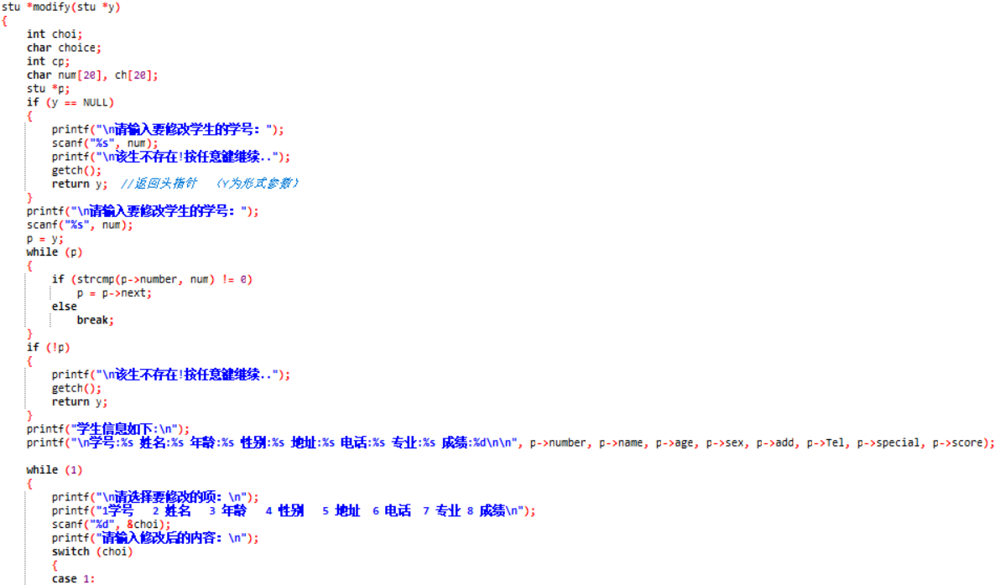 stu *modify(stu *y)
{
    int choi;
    char choice;
    int cp;
    char num[20], ch[20];
    stu *p;
    if (y == NULL)
    {
        printf("\n请输入要修改学生的学号：");
        scanf("%s", num);
        printf("\n该生不存在!按任意键继续..");
        getch();
        return y;  //返回头指针  （Y为形式参数）
    }
    printf("\n请输入要修改学生的学号：");
    scanf("%s", num);
    p = y;
    while (p)
    {
        if (strcmp(p->number, num) != 0)
            p = p->next;
        else
            break;
    }
    if (!p)
    {
        printf("\n该生不存在!按任意键继续..");
        getch();
        return y;
    }
    printf("学生信息如下:\n");
    printf("\n学号:%s 姓名:%s 年龄:%s 性别:%s 地址:%s 电话:%s 专业:%s 成绩:%d\n\n", p->number, p->name, p->age, p->sex, p->add, p->Tel, p->special, p->score);
    while (1)
    {
        printf("\n请选择要修改的项：\n");
        printf("1学号   2 姓名   3 年龄   4 性别   5 地址  6 电话  7 专业 8 成绩\n");
        scanf("%d", &choi);
        printf("请输入修改后的内容：\n");
        switch (choi)
        {
        case 1: